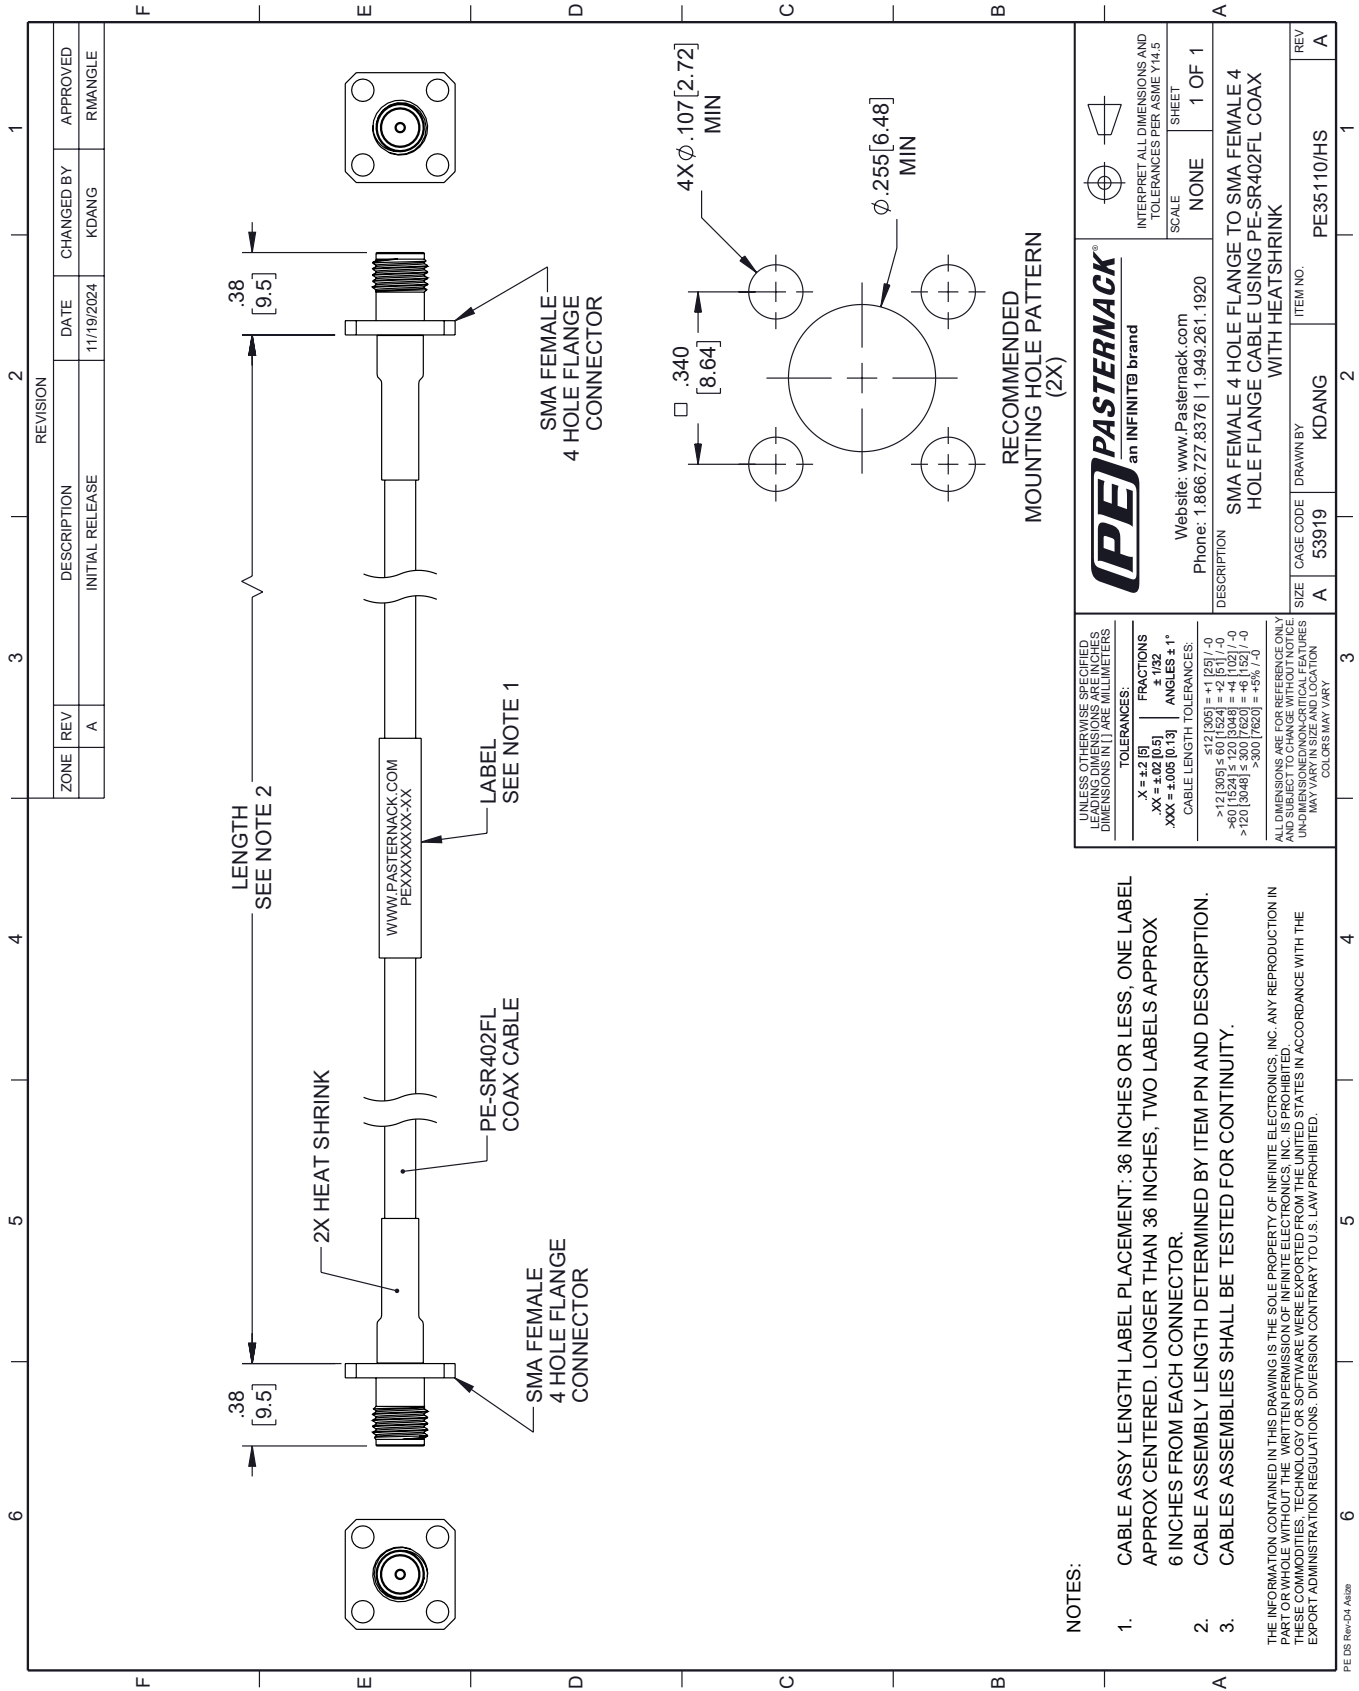 6
5
4
3
2
1
F
E
D
C
B
A
REVISION
ZONE
REV
DESCRIPTION
DATE
CHANGED BY
APPROVED
A
INITIAL RELEASE
11/19/2024
KDANG
RMANGLE
LENGTH
SEE NOTE 2
.38
[9.5]
.38
[9.5]
2X HEAT SHRINK
WWW.PASTERNACK.COM
PEXXXXXXXXX-XX
SMA FEMALE
4 HOLE FLANGE
CONNECTOR
PE-SR402FL
COAX CABLE
LABEL
SEE NOTE 1
SMA FEMALE
4 HOLE FLANGE
CONNECTOR
□ .340
[8.64]
4X ∅ .107 [2.72]
MIN
∅ .255 [6.48]
MIN
RECOMMENDED
MOUNTING HOLE PATTERN
(2X)
NOTES:
1. CABLE ASSY LENGTH LABEL PLACEMENT: 36 INCHES OR LESS, ONE LABEL
APPROX CENTERED. LONGER THAN 36 INCHES, TWO LABELS APPROX
6 INCHES FROM EACH CONNECTOR.
2. CABLE ASSEMBLY LENGTH DETERMINED BY ITEM PN AND DESCRIPTION.
3. CABLES ASSEMBLIES SHALL BE TESTED FOR CONTINUITY.
THE INFORMATION CONTAINED IN THIS DRAWING IS THE SOLE PROPERTY OF INFINITE ELECTRONICS, INC. ANY REPRODUCTION IN
PART OR WHOLE WITHOUT THE WRITTEN PERMISSION OF INFINITE ELECTRONICS, INC. IS PROHIBITED.
THESE COMMODITIES, TECHNOLOGY OR SOFTWARE WERE EXPORTED FROM THE UNITED STATES IN ACCORDANCE WITH THE
EXPORT ADMINISTRATION REGULATIONS. DIVERSION CONTRARY TO U.S. LAW PROHIBITED.
UNLESS OTHERWISE SPECIFIED
LEADING DIMENSIONS ARE INCHES
DIMENSIONS IN [ ] ARE MILLIMETERS
TOLERANCES:
.X = ±.2 [5]
.XX = ±.02 [0.5]
.XXX = ±.005 [0.13]
FRACTIONS
± 1/32
ANGLES ± 1°
CABLE LENGTH TOLERANCES:
≤12 [305] = +1 [25] / -0
>12 [305] ≤ 60 [1524] = +2 [51] / -0
>60 [1524] ≤ 120 [3048] = +4 [102] / -0
>120 [3048] ≤ 300 [7620] = +6 [152] / -0
>300 [7620] = +5% / -0
ALL DIMENSIONS ARE FOR REFERENCE ONLY
AND SUBJECT TO CHANGE WITHOUT NOTICE.
UN-DIMENSIONED/NON-CRITICAL FEATURES
MAY VARY IN SIZE AND LOCATION
COLORS MAY VARY
PE PASTERNACK®
an INFINIT@ brand
Website: www.Pasternack.com
Phone: 1.866.727.8376 | 1.949.261.1920
INTERPRET ALL DIMENSIONS AND
TOLERANCES PER ASME Y14.5
SCALE
NONE
SHEET
1 OF 1
DESCRIPTION
SMA FEMALE 4 HOLE FLANGE TO SMA FEMALE 4
HOLE FLANGE CABLE USING PE-SR402FL COAX
WITH HEATSHRINK
SIZE
A
CAGE CODE
53919
DRAWN BY
KDANG
ITEM NO.
PE35110/HS
REV
A
6
5
4
3
2
1
F
E
D
C
B
A
PE DS Rev-D4 Asize